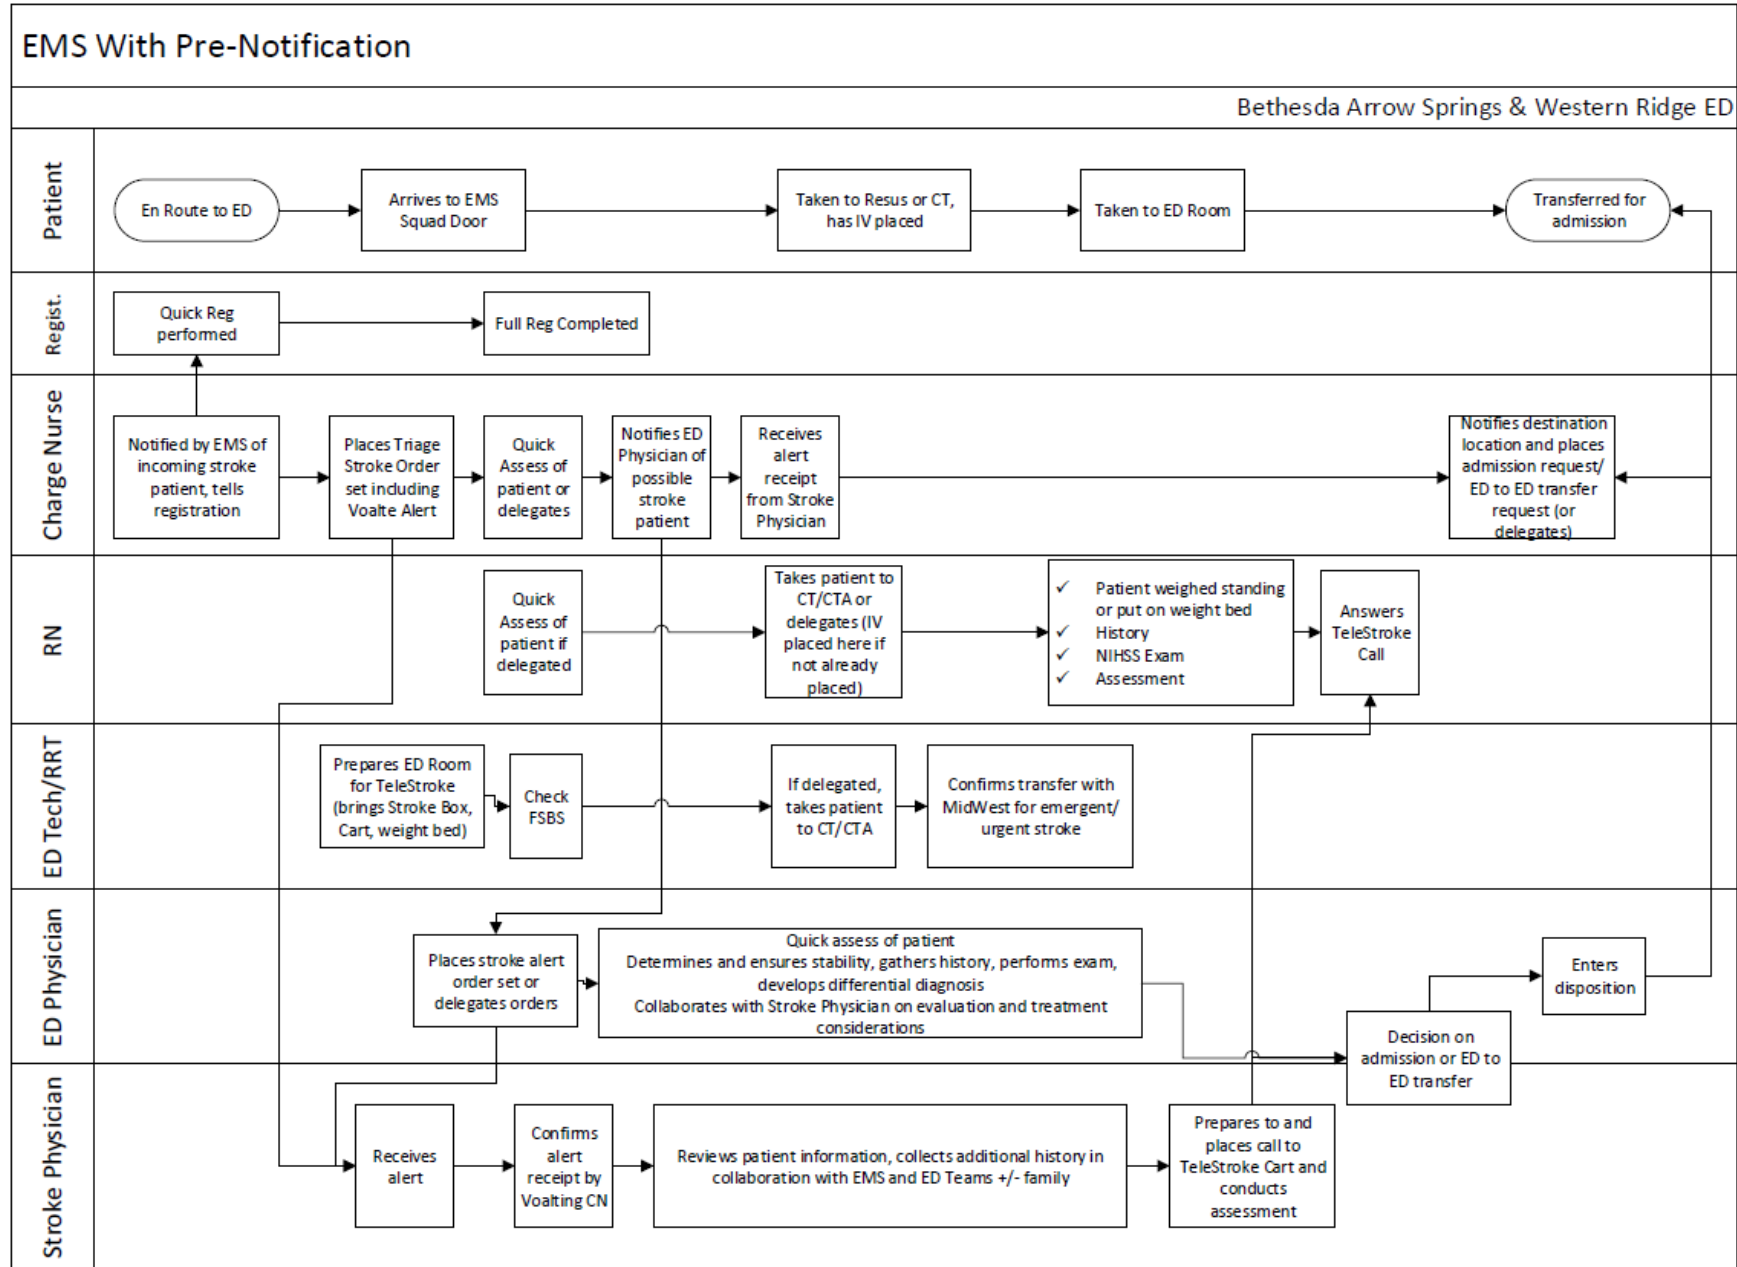 EMS With Pre-Notification
Bethesda Arrow Springs & Western Ridge ED
Patient
En Route to ED
Arrives to EMS
Squad Door
Taken to Resus or CT,
has IV placed
Taken to ED Room
Transferred for
admission
Regist.
Quick Reg
performed
Full Reg Completed
Charge Nurse
Notified by EMS of
incoming stroke
patient, tells
registration
Places Triage
Stroke Order
set including
Voalte Alert
Quick
Assess of
patient or
delegates
Notifies ED
Physician of
possible
stroke
patient
Receives
alert
receipt
from Stroke
Physician
Notifies destination
location and places
admission request/
ED to ED transfer
request (or
delegates)
RN
Quick
Assess of
patient if
delegated
Takes patient to
CT/CTA or
delegates (IV
placed here if
not already
placed)
✓ Patient weighed standing
or put on weight bed
✓ History
✓ NIHSS Exam
✓ Assessment
Answers
TeleStroke
Call
ED Tech/RRT
Prepares ED Room
for TeleStroke
(brings Stroke Box,
Cart, weight bed)
Check
FSBS
If delegated,
takes patient
to CT/CTA
Confirms transfer with
MidWest for emergent/
urgent stroke
ED Physician
Places stroke alert
order set or
delegates orders
Quick assess of patient
Determines and ensures stability, gathers history, performs exam,
develops differential diagnosis
Collaborates with Stroke Physician on evaluation and treatment
considerations
Decision on
admission or ED to
ED transfer
Enters
disposition
Stroke Physician
Receives
alert
Confirms
alert
receipt by
Voalting CN
Reviews patient information, collects additional history in
collaboration with EMS and ED Teams +/- family
Prepares to and
places call to
TeleStroke Cart and
conducts
assessment